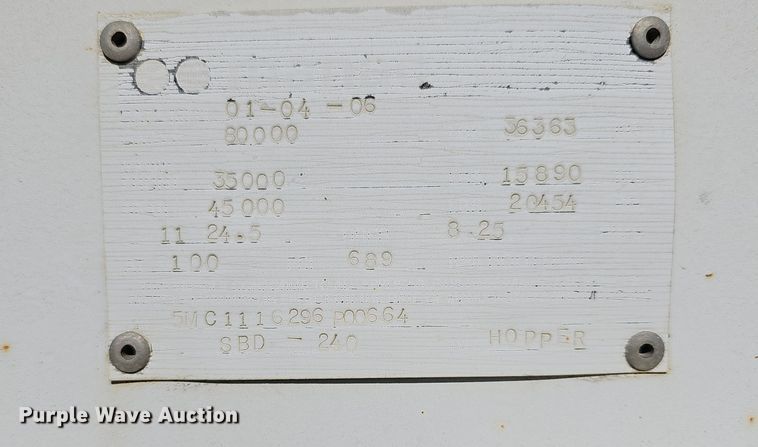 01-04-06
80000 36363
35000 15890
45000 20454
11 24.5 8.25
100 689
5MC1116296P00664
SBD - 240 HOPPER
Purple Wave Auction